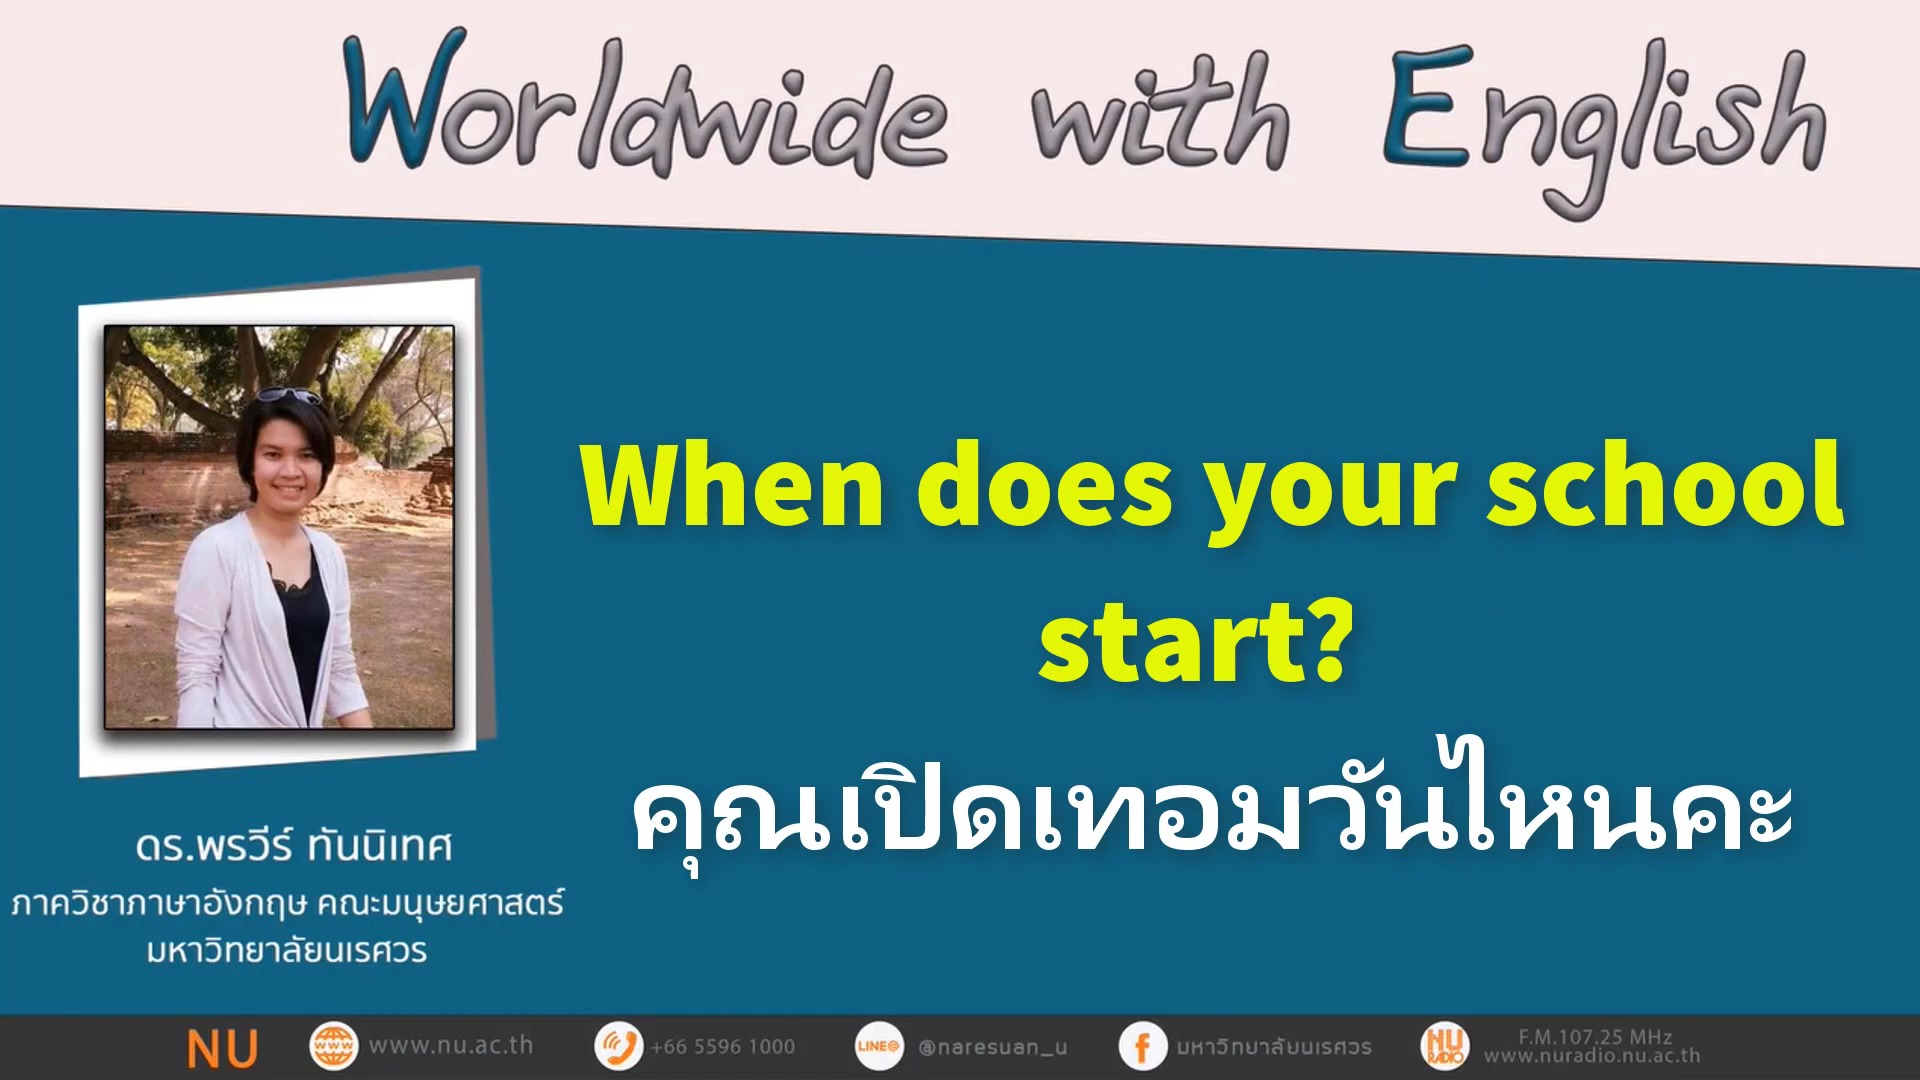 Worldwide with English
When does your school
start?
คุณเปิดเทอมวันไหนคะ
ดร.พรวีร์ ทันนิเทศ
ภาควิชาภาษาอังกฤษ คณะมนุษยศาสตร์
มหาวิทยาลัยนเรศวร
NU
www
www.nu.ac.th
+66 5596 1000
LINE@
@naresuan_u
f
มหาวิทยาลัยนเรศวร
NU
RADIO
F.M.107.25 MHz
www.nuradio.nu.ac.th